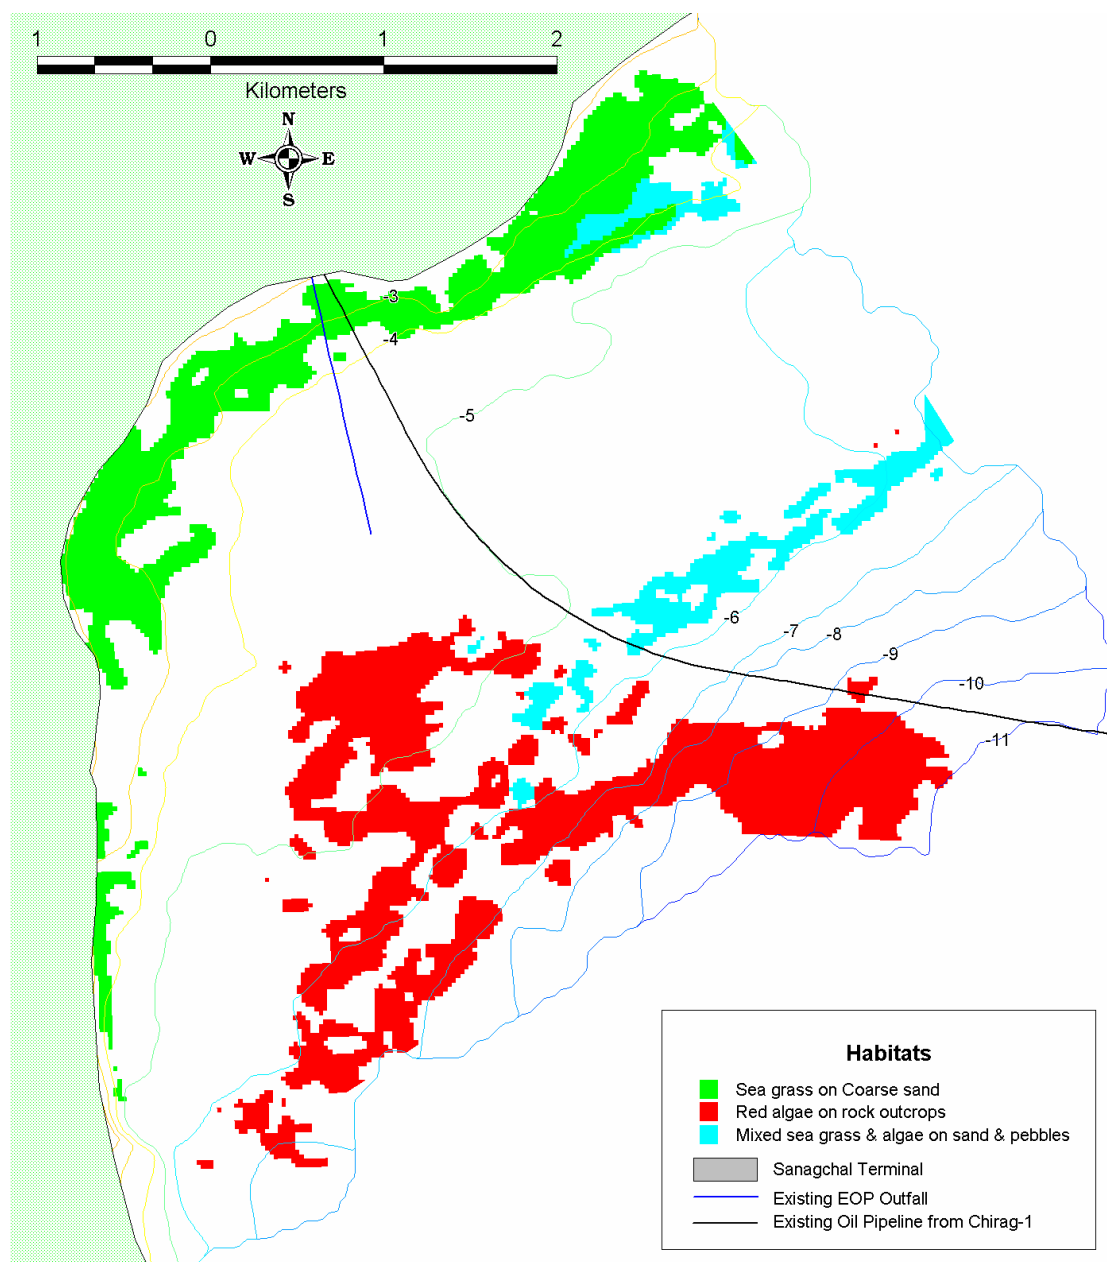 1 0 1 2
Kilometers
N
W E
S
-3
-4
-5
-6
-7
-8
-9
-10
-11
Habitats
Sea grass on Coarse sand
Red algae on rock outcrops
Mixed sea grass & algae on sand & pebbles
Sanagchal Terminal
Existing EOP Outfall
Existing Oil Pipeline from Chirag-1